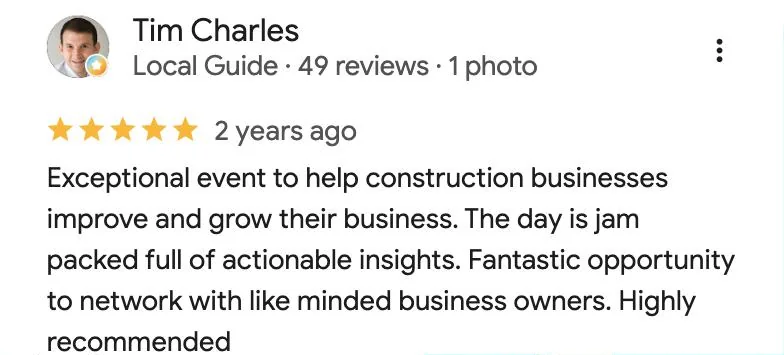 Tim Charles
Local Guide · 49 reviews · 1 photo
2 years ago
Exceptional event to help construction businesses
improve and grow their business. The day is jam
packed full of actionable insights. Fantastic opportunity
to network with like minded business owners. Highly
recommended